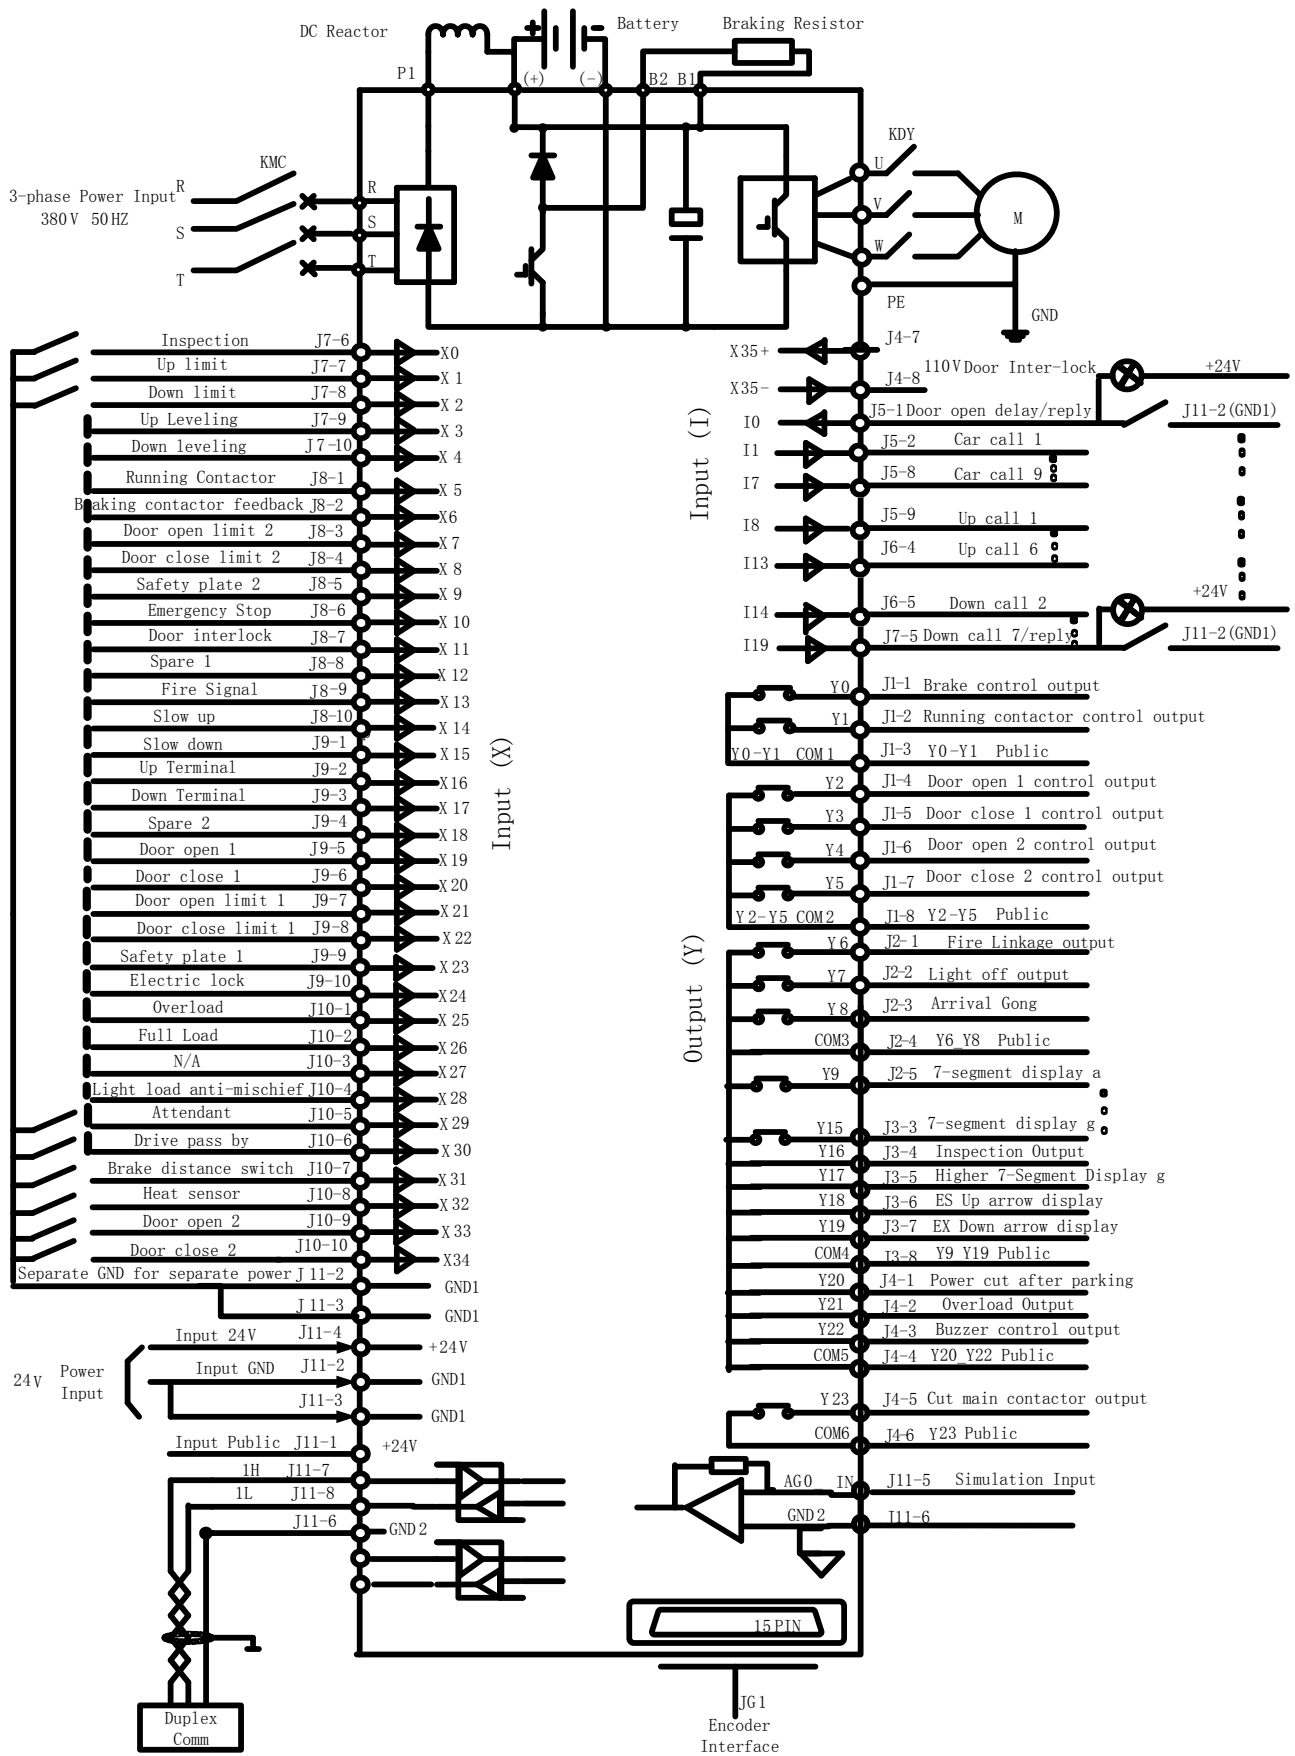 DC Reactor
Battery
Braking Resistor
P1
(+)
(-)
B2 B1
KMC
KDY
3-phase Power Input
380V 50HZ
R
S
T
R
S
T
U
V
W
M
PE
GND
Inspection J7-6 X0
Up limit J7-7 X1
Down limit J7-8 X2
Up Leveling J7-9 X3
Down leveling J7-10 X4
Running Contactor J8-1 X5
Braking contactor feedback J8-2 X6
Door open limit 2 J8-3 X7
Door close limit 2 J8-4 X8
Safety plate 2 J8-5 X9
Emergency Stop J8-6 X10
Door interlock J8-7 X11
Spare 1 J8-8 X12
Fire Signal J8-9 X13
Slow up J8-10 X14
Slow down J9-1 X15
Up Terminal J9-2 X16
Down Terminal J9-3 X17
Spare 2 J9-4 X18
Door open 1 J9-5 X19
Door close 1 J9-6 X20
Door open limit 1 J9-7 X21
Door close limit 1 J9-8 X22
Safety plate 1 J9-9 X23
Electric lock J9-10 X24
Overload J10-1 X25
Full Load J10-2 X26
N/A J10-3 X27
Light load anti-mischief J10-4 X28
Attendant J10-5 X29
Drive pass by J10-6 X30
Brake distance switch J10-7 X31
Heat sensor J10-8 X32
Door open 2 J10-9 X33
Door close 2 J10-10 X34
Separate GND for separate power J11-2 GND1
J11-3 GND1
Input 24V J11-4 +24V
24V Power Input
Input GND J11-2 GND1
J11-3 GND1
Input Public J11-1 +24V
1H J11-7
1L J11-8
J11-6 GND2
Duplex
Comm
Input (X)
Input (I)
X35+ J4-7
X35- J4-8 110V Door Inter-lock +24V
I0 J5-1 Door open delay/reply J11-2(GND1)
I1 J5-2 Car call 1
I7 J5-8 Car call 9
I8 J5-9 Up call 1
I13 J6-4 Up call 6
I14 J6-5 Down call 2 +24V
I19 J7-5 Down call 7/reply J11-2(GND1)
Output (Y)
Y0 J1-1 Brake control output
Y1 J1-2 Running contactor control output
Y0-Y1 COM1 J1-3 Y0-Y1 Public
Y2 J1-4 Door open 1 control output
Y3 J1-5 Door close 1 control output
Y4 J1-6 Door open 2 control output
Y5 J1-7 Door close 2 control output
Y2-Y5 COM2 J1-8 Y2-Y5 Public
Y6 J2-1 Fire Linkage output
Y7 J2-2 Light off output
Y8 J2-3 Arrival Gong
COM3 J2-4 Y6_Y8 Public
Y9 J2-5 7-segment display a
Y15 J3-3 7-segment display g
Y16 J3-4 Inspection Output
Y17 J3-5 Higher 7-Segment Display g
Y18 J3-6 ES Up arrow display
Y19 J3-7 EX Down arrow display
COM4 J3-8 Y9_Y19 Public
Y20 J4-1 Power cut after parking
Y21 J4-2 Overload Output
Y22 J4-3 Buzzer control output
COM5 J4-4 Y20_Y22 Public
Y23 J4-5 Cut main contactor output
COM6 J4-6 Y23 Public
AG0 IN J11-5 Simulation Input
GND2 J11-6
15PIN
JG1
Encoder
Interface